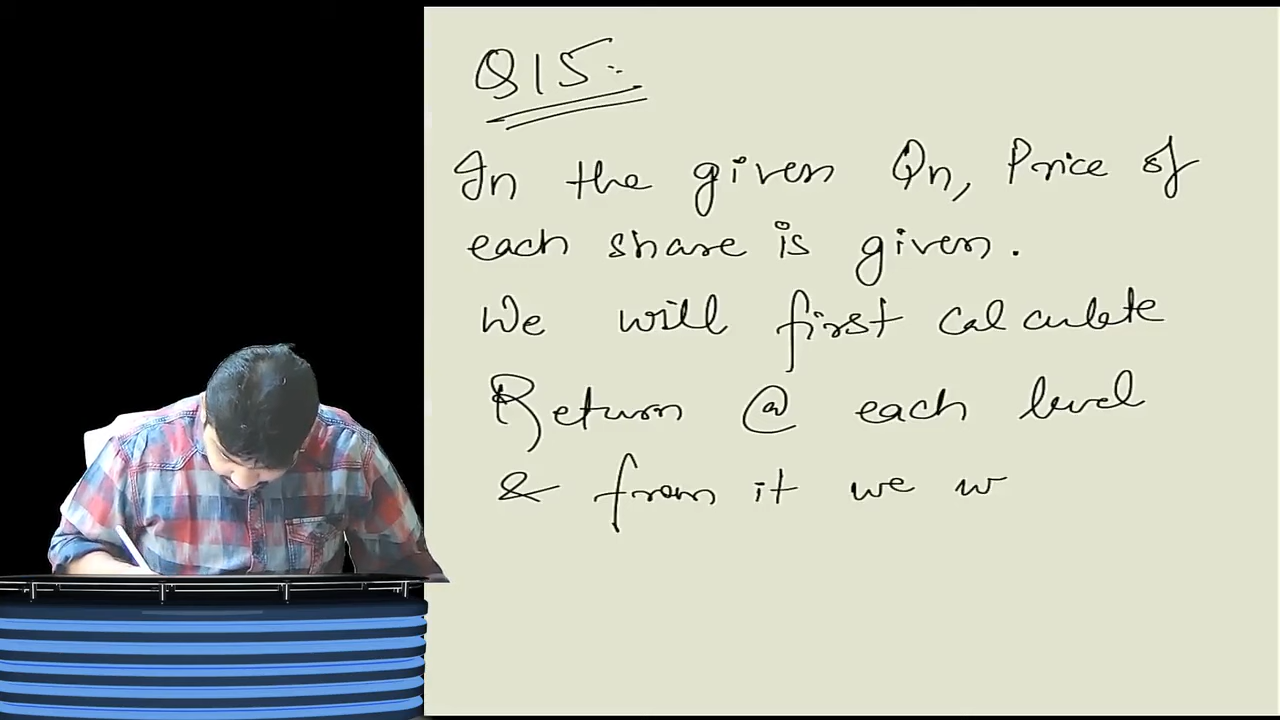 Q15:
In the given Qn, Price of
each share is given.
We will first calculate
Return @ each level
& from it we w